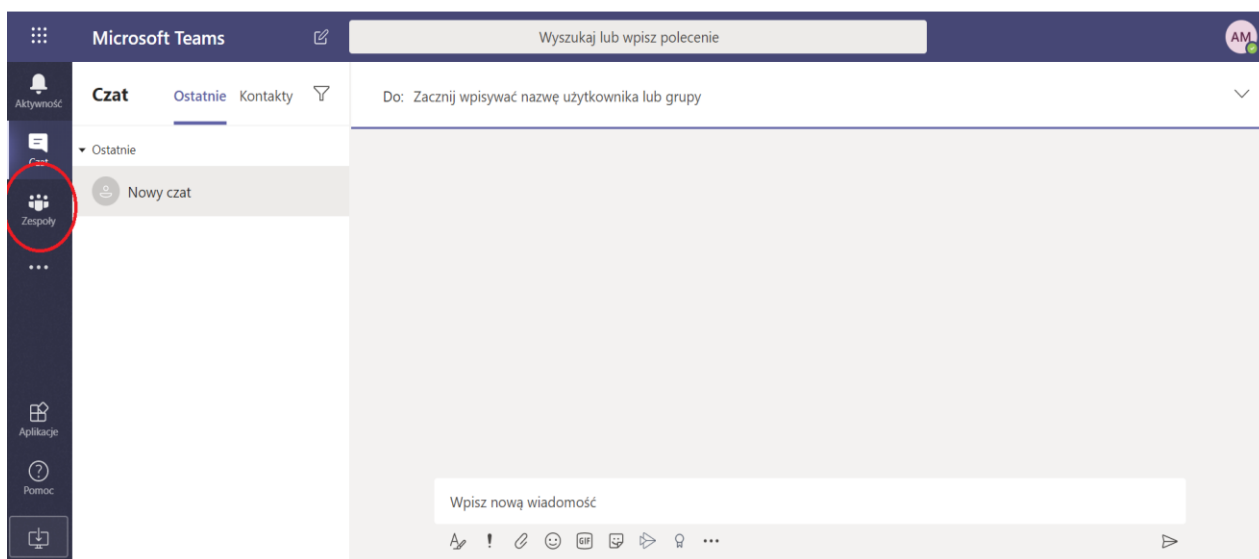 Microsoft Teams
Wyszukaj lub wpisz polecenie
AM
Aktywność
Czat
Zespoły
Aplikacje
Pomoc
Czat Ostatnie Kontakty
Ostatnie
Nowy czat
Do: Zacznij wpisywać nazwę użytkownika lub grupy
Wpisz nową wiadomość
GIF